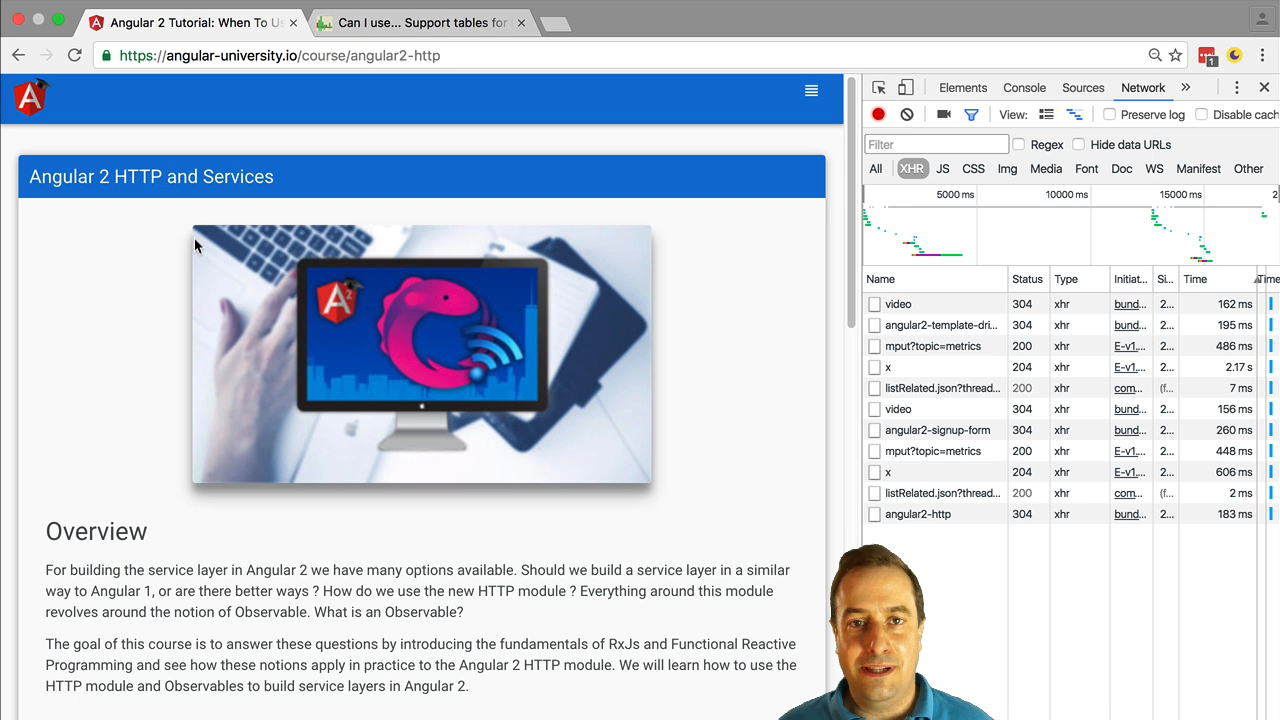 Angular 2 Tutorial: When To Us
Can I use... Support tables for
https://angular-university.io/course/angular2-http
1
A
Elements Console Sources Network
View: Preserve log Disable cach
Filter Regex Hide data URLs
All XHR JS CSS Img Media Font Doc WS Manifest Other
5000 ms 10000 ms 15000 ms 2
Angular 2 HTTP and Services
A2
Name Status Type Initiat... Si... Time Time
video 304 xhr bund... 2... 162 ms
angular2-template-dri... 304 xhr bund... 2... 195 ms
mput?topic=metrics 200 xhr E-v1.... 2... 486 ms
x 204 xhr E-v1.... 2... 2.17 s
listRelated.json?thread... 200 xhr com... (f... 7 ms
video 304 xhr bund... 2... 156 ms
angular2-signup-form 304 xhr bund... 2... 260 ms
mput?topic=metrics 200 xhr E-v1.... 2... 448 ms
x 204 xhr E-v1.... 2... 606 ms
listRelated.json?thread... 200 xhr com... (f... 2 ms
angular2-http 304 xhr bund... 2... 183 ms
Overview
For building the service layer in Angular 2 we have many options available. Should we build a service layer in a similar
way to Angular 1, or are there better ways ? How do we use the new HTTP module ? Everything around this module
revolves around the notion of Observable. What is an Observable?
The goal of this course is to answer these questions by introducing the fundamentals of RxJs and Functional Reactive
Programming and see how these notions apply in practice to the Angular 2 HTTP module. We will learn how to use the
HTTP module and Observables to build service layers in Angular 2.